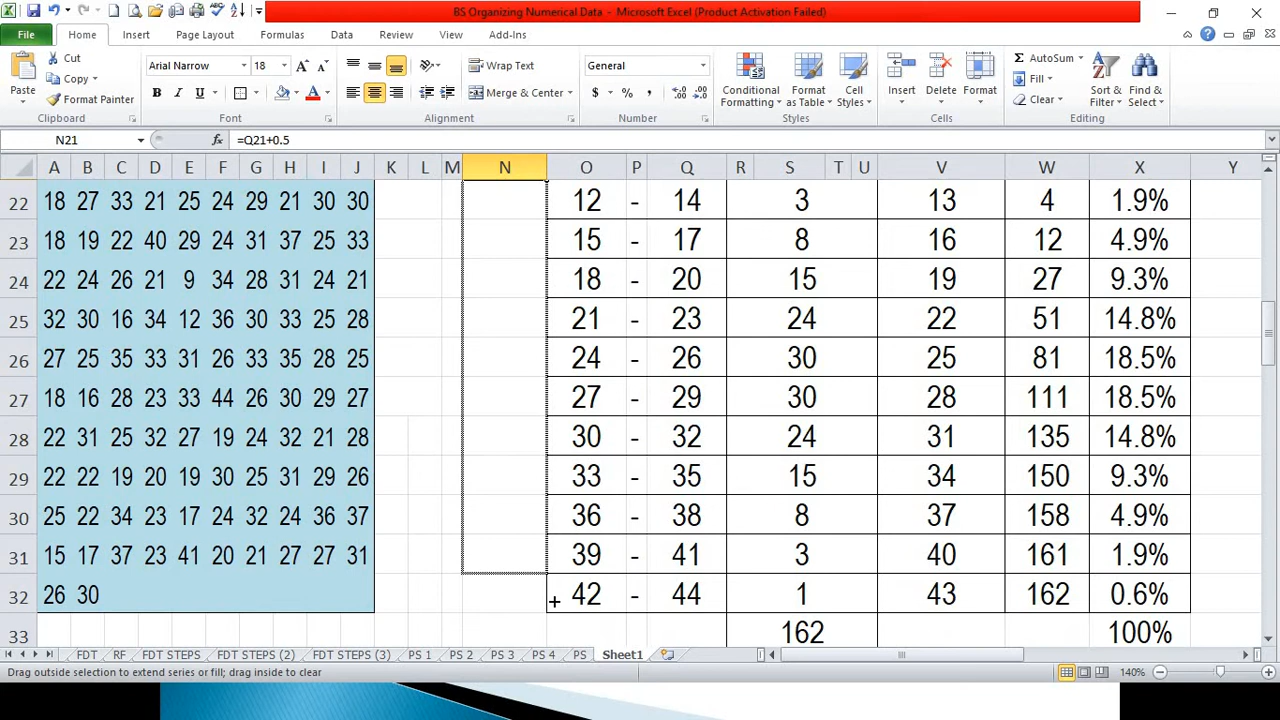 BS Organizing Numerical Data - Microsoft Excel (Product Activation Failed)
File Home Insert Page Layout Formulas Data Review View Add-Ins
Cut
Copy
Format Painter
Paste
Clipboard
Arial Narrow 18 A A
B I U A
Font
Wrap Text
Merge & Center
Alignment
General
$ % , .0 .00 .00 .0
Number
Conditional Formatting
Format as Table
Cell Styles
Styles
Insert Delete Format
Cells
Σ AutoSum
Fill
Clear
Sort & Filter
Find & Select
Editing
N21 fx =Q21+0.5
A B C D E F G H I J K L M N O P Q R S T U V W X Y
22 18 27 33 21 25 24 29 21 30 30 12 - 14 3 13 4 1.9%
23 18 19 22 40 29 24 31 37 25 33 15 - 17 8 16 12 4.9%
24 22 24 26 21 9 34 28 31 24 21 18 - 20 15 19 27 9.3%
25 32 30 16 34 12 36 30 33 25 28 21 - 23 24 22 51 14.8%
26 27 25 35 33 31 26 33 35 28 25 24 - 26 30 25 81 18.5%
27 18 16 28 23 33 44 26 30 29 27 27 - 29 30 28 111 18.5%
28 22 31 25 32 27 19 24 32 21 28 30 - 32 24 31 135 14.8%
29 22 22 19 20 19 30 25 31 29 26 33 - 35 15 34 150 9.3%
30 25 22 34 23 17 24 32 24 36 37 36 - 38 8 37 158 4.9%
31 15 17 37 23 41 20 21 27 27 31 39 - 41 3 40 161 1.9%
32 26 30 42 - 44 1 43 162 0.6%
33 162 100%
FDT RF FDT STEPS FDT STEPS (2) FDT STEPS (3) PS 1 PS 2 PS 3 PS 4 PS Sheet1
Drag outside selection to extend series or fill; drag inside to clear 140%